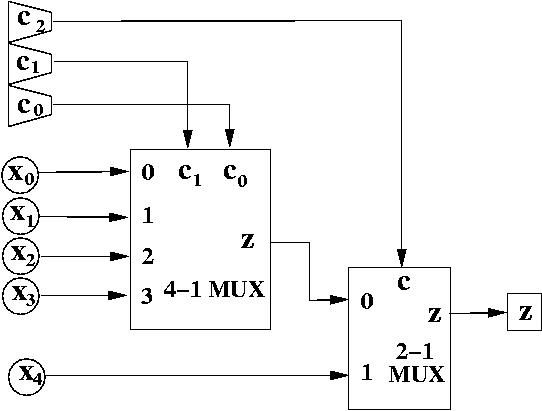 c2
c1
c0
x0 0 c1 c0
x1 1
x2 2 z
x3 3 4-1 MUX
0 c z z
2-1
x4 1 MUX